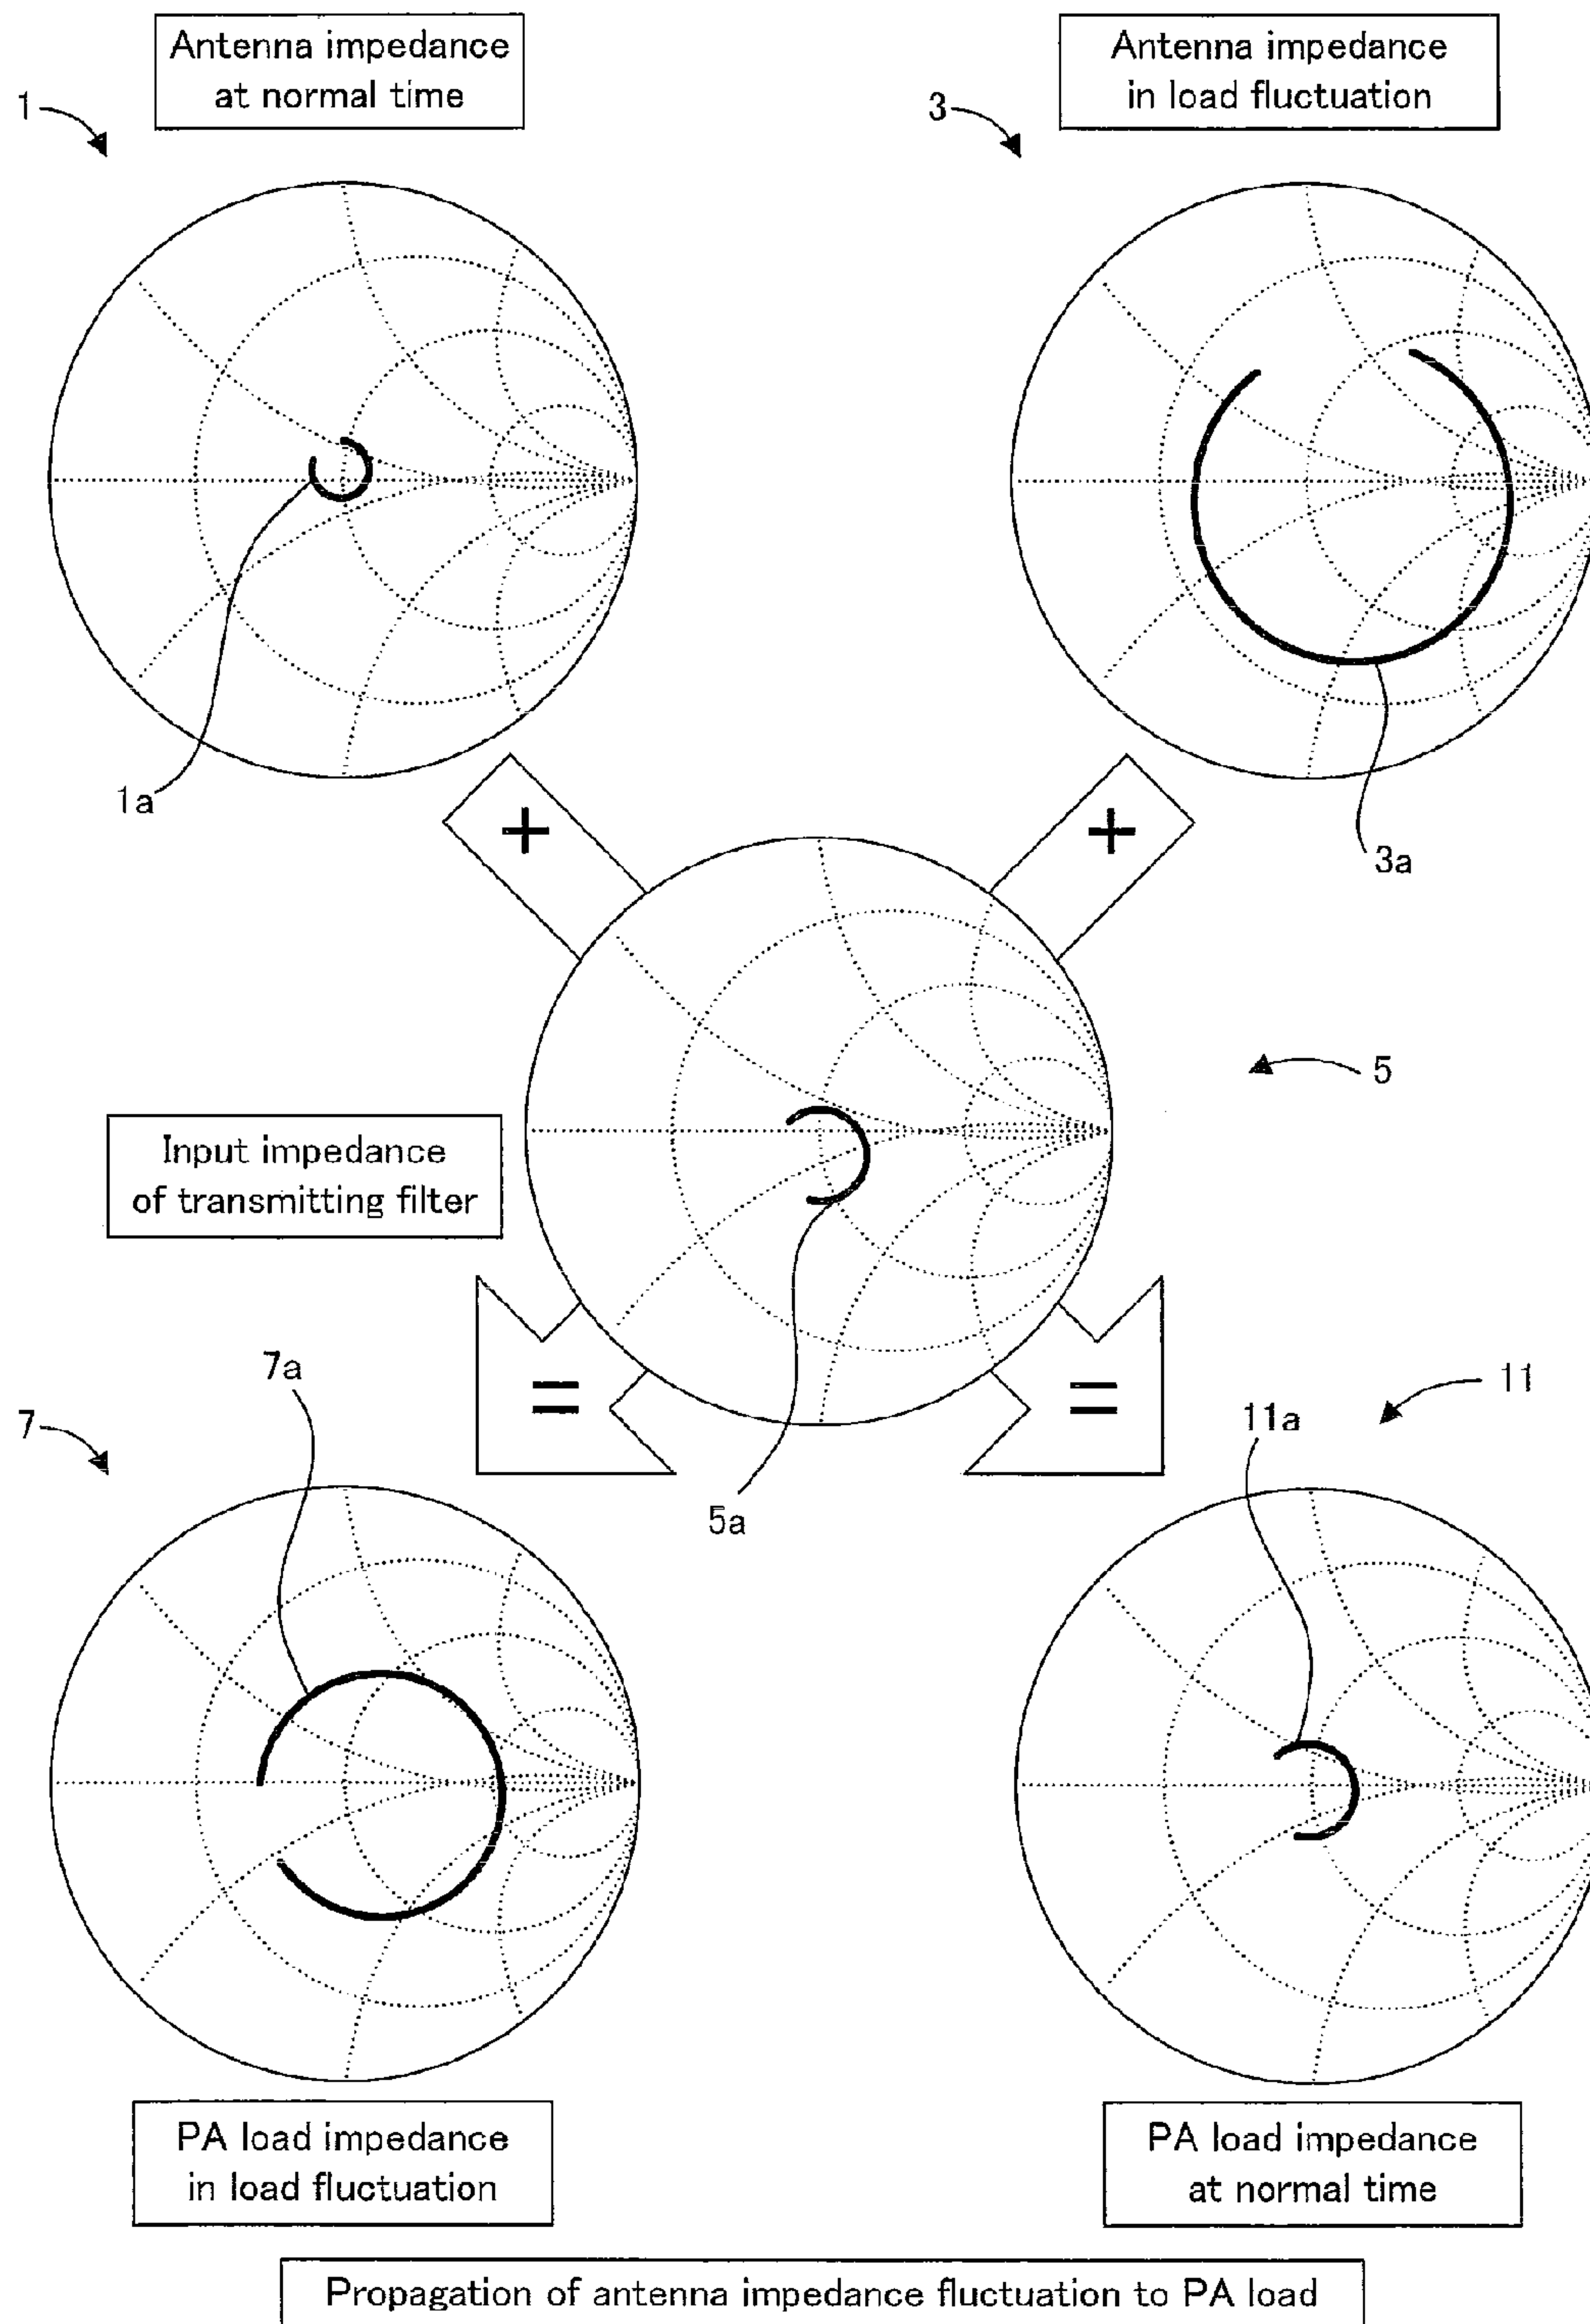 Antenna impedance
at normal time
Antenna impedance
in load fluctuation
1
3
1a
3a
+
+
5
Input impedance
of transmitting filter
=
=
7a
7
11
11a
5a
PA load impedance
in load fluctuation
PA load impedance
at normal time
Propagation of antenna impedance fluctuation to PA load